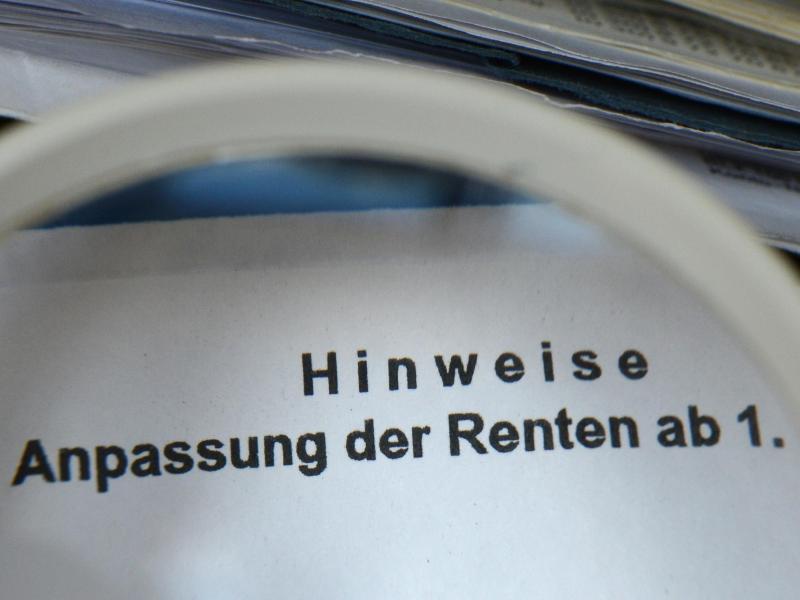 Hinweise
Anpassung der Renten ab 1.